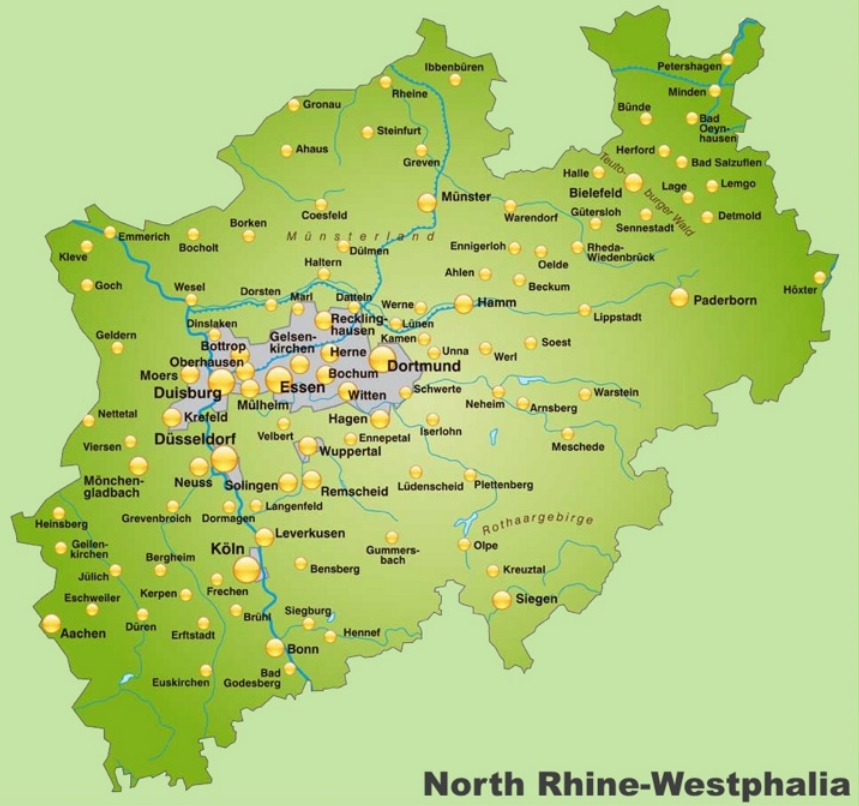 Ibbenbüren
Petershagen
Rheine
Minden
Gronau
Bünde
Bad
Oeyn-
hausen
Steinfurt
Ahaus
Greven
Herford
Bad Salzuflen
Teuto-
burger Wald
Halle
Bielefeld
Lage
Lemgo
Münster
Coesfeld
Warendorf
Gütersloh
Detmold
Sennestadt
Borken
Emmerich
Bocholt
Münsterland
Kleve
Dülmen
Ennigerloh
Oelde
Rheda-
Wiedenbrück
Haltern
Ahlen
Beckum
Goch
Wesel
Dorsten
Marl
Datteln
Werne
Hamm
Paderborn
Höxter
Lippstadt
Dinslaken
Reckling-
hausen
Lünen
Geldern
Bottrop
Gelsen-
kirchen
Herne
Kamen
Unna
Werl
Soest
Oberhausen
Dortmund
Moers
Bochum
Duisburg
Essen
Witten
Schwerte
Neheim
Arnsberg
Warstein
Mülheim
Nettetal
Krefeld
Hagen
Iserlohn
Velbert
Ennepetal
Düsseldorf
Viersen
Wuppertal
Meschede
Mönchen-
gladbach
Neuss
Solingen
Remscheid
Lüdenscheid
Plettenberg
Heinsberg
Grevenbroich
Dormagen
Langenfeld
Rothaargebirge
Leverkusen
Geilen-
kirchen
Köln
Gummers-
bach
Olpe
Bergheim
Jülich
Bensberg
Kreuztal
Eschweiler
Kerpen
Frechen
Siegen
Aachen
Düren
Erftstadt
Brühl
Siegburg
Hennef
Bonn
Euskirchen
Bad
Godesberg
North Rhine-Westphalia